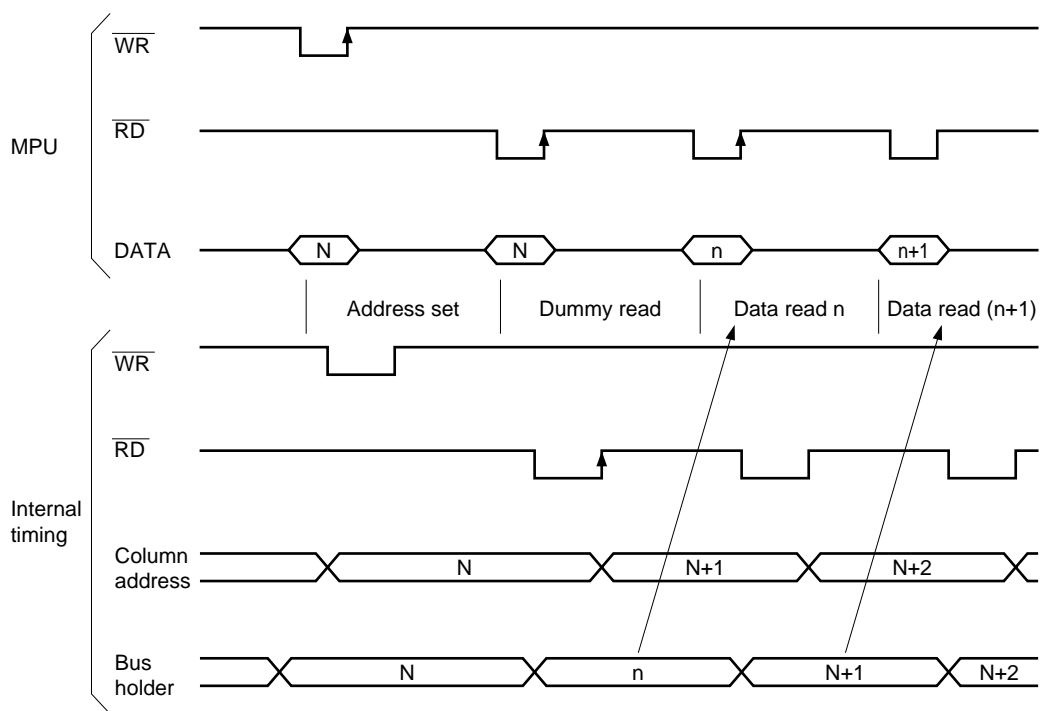 MPU
WR
RD
DATA N N n n+1
Address set Dummy read Data read n Data read (n+1)
Internal
timing
WR
RD
Column
address
N N+1 N+2
Bus
holder
N n N+1 N+2